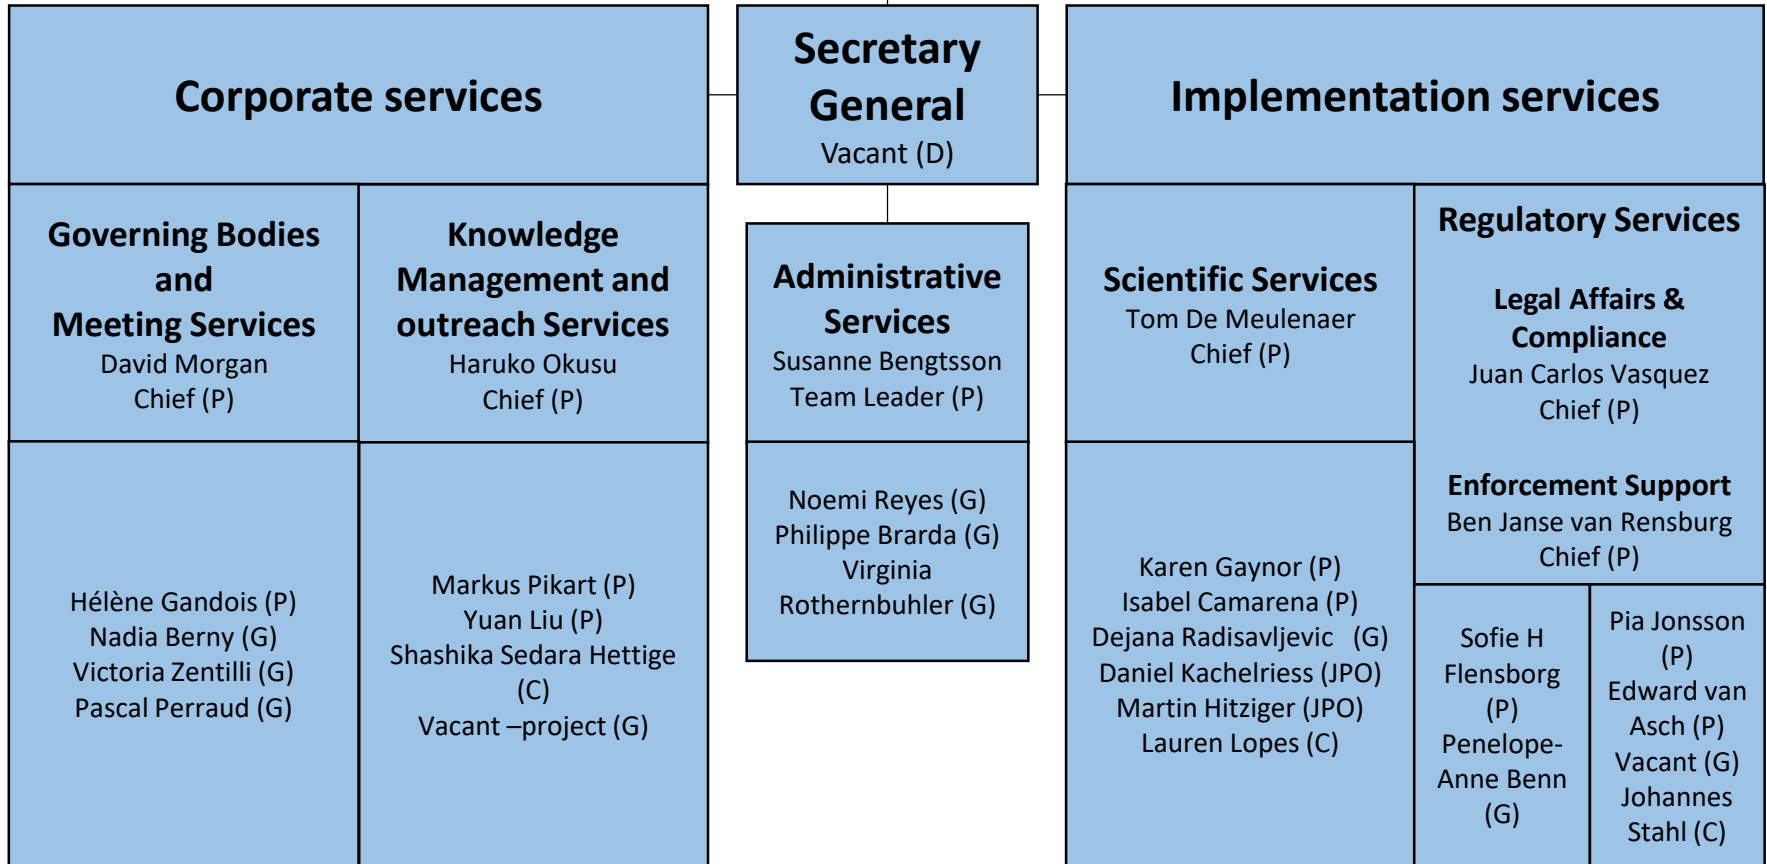 Corporate services
Secretary
General
Vacant (D)
Implementation services
Governing Bodies
and
Meeting Services
David Morgan
Chief (P)
Knowledge
Management and
outreach Services
Haruko Okusu
Chief (P)
Administrative
Services
Susanne Bengtsson
Team Leader (P)
Scientific Services
Tom De Meulenaer
Chief (P)
Regulatory Services
Legal Affairs &
Compliance
Juan Carlos Vasquez
Chief (P)
Enforcement Support
Ben Janse van Rensburg
Chief (P)
Hélène Gandois (P)
Nadia Berny (G)
Victoria Zentilli (G)
Pascal Perraud (G)
Markus Pikart (P)
Yuan Liu (P)
Shashika Sedara Hettige
(C)
Vacant –project (G)
Noemi Reyes (G)
Philippe Brarda (G)
Virginia
Rothernbuhler (G)
Karen Gaynor (P)
Isabel Camarena (P)
Dejana Radisavljevic (G)
Daniel Kachelriess (JPO)
Martin Hitziger (JPO)
Lauren Lopes (C)
Sofie H
Flensborg
(P)
Penelope-
Anne Benn
(G)
Pia Jonsson
(P)
Edward van
Asch (P)
Vacant (G)
Johannes
Stahl (C)